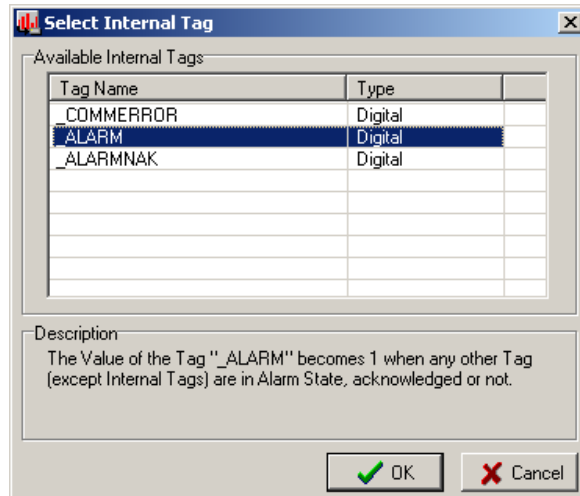 Select Internal Tag
Available Internal Tags
Tag Name Type
_COMMERROR Digital
_ALARM Digital
_ALARMNAK Digital
Description
The Value of the Tag "_ALARM" becomes 1 when any other Tag
(except Internal Tags) are in Alarm State, acknowledged or not.
OK Cancel